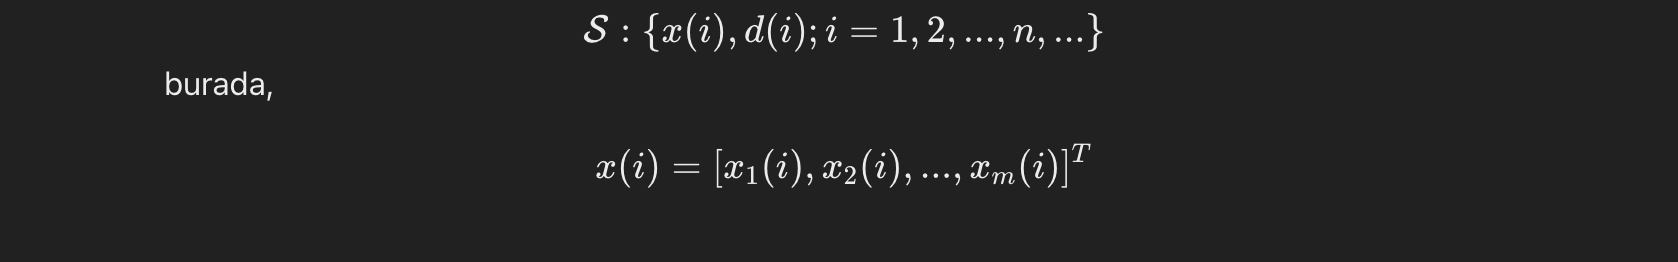 𝒮 : {x(i), d(i); i = 1, 2, ..., n, ...}
burada,
x(i) = [x₁(i), x₂(i), ..., xₘ(i)]ᵀ